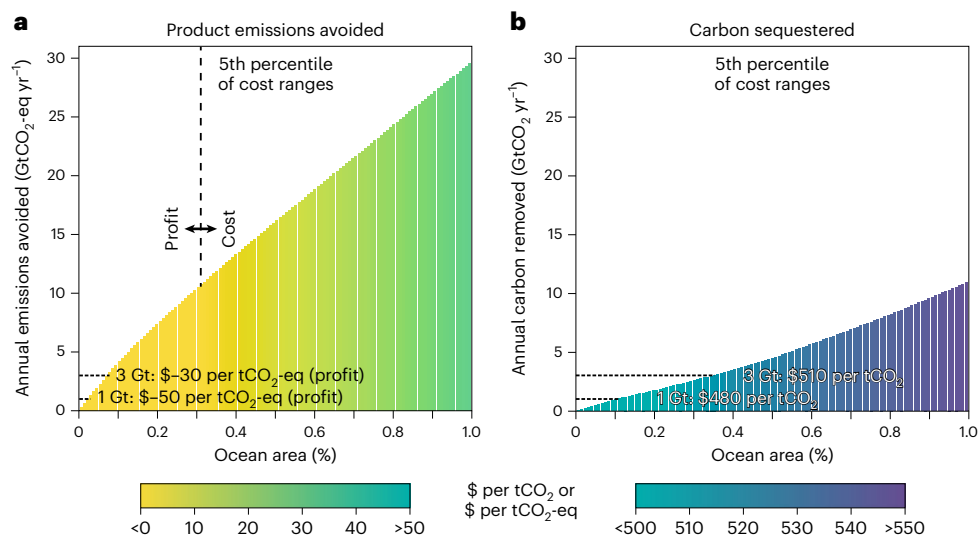 a
Product emissions avoided
Annual emissions avoided (GtCO₂-eq yr⁻¹)
30
25
20
15
10
5
0
5th percentile
of cost ranges
Profit
Cost
3 Gt: $–30 per tCO₂-eq (profit)
1 Gt: $–50 per tCO₂-eq (profit)
0 0.2 0.4 0.6 0.8 1.0
Ocean area (%)
b
Carbon sequestered
Annual carbon removed (GtCO₂ yr⁻¹)
30
25
20
15
10
5
0
5th percentile
of cost ranges
3 Gt: $510 per tCO₂
1 Gt: $480 per tCO₂
0 0.2 0.4 0.6 0.8 1.0
Ocean area (%)
<0 10 20 30 40 >50
$ per tCO₂ or
$ per tCO₂-eq
<500 510 520 530 540 >550